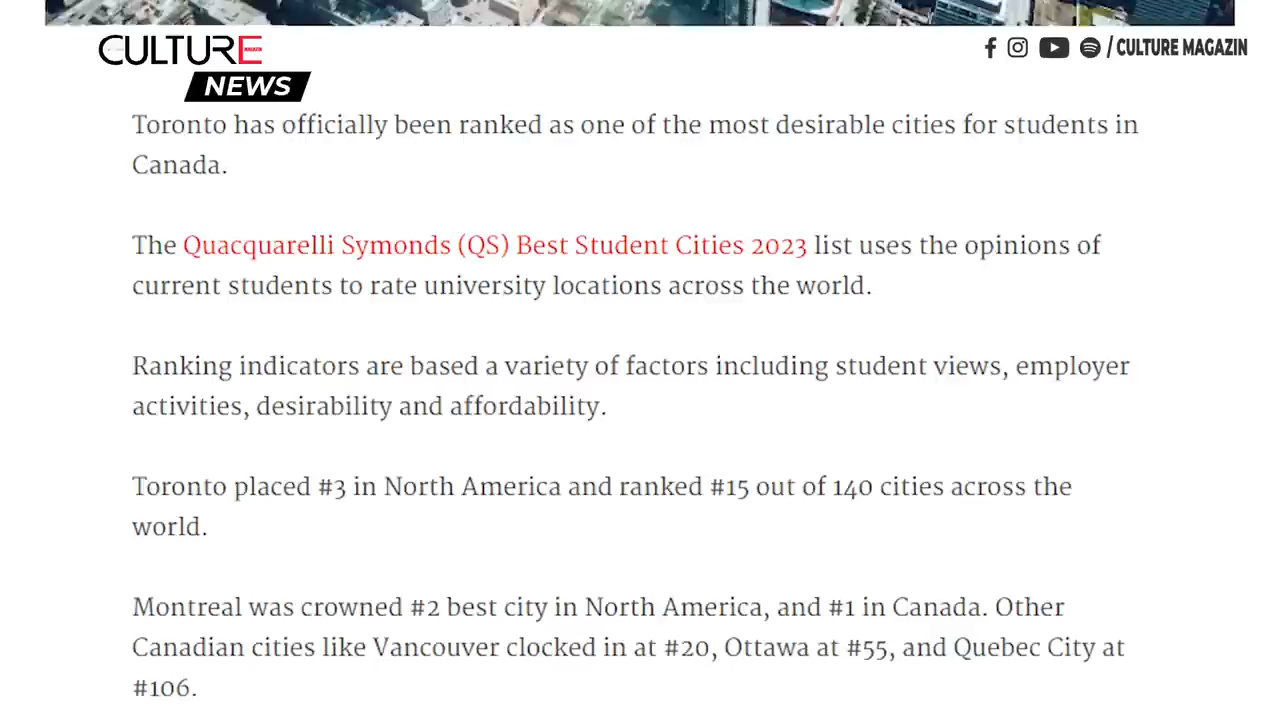 CULTURE
NEWS
/ CULTURE MAGAZIN
Toronto has officially been ranked as one of the most desirable cities for students in
Canada.
The Quacquarelli Symonds (QS) Best Student Cities 2023 list uses the opinions of
current students to rate university locations across the world.
Ranking indicators are based a variety of factors including student views, employer
activities, desirability and affordability.
Toronto placed #3 in North America and ranked #15 out of 140 cities across the
world.
Montreal was crowned #2 best city in North America, and #1 in Canada. Other
Canadian cities like Vancouver clocked in at #20, Ottawa at #55, and Quebec City at
#106.